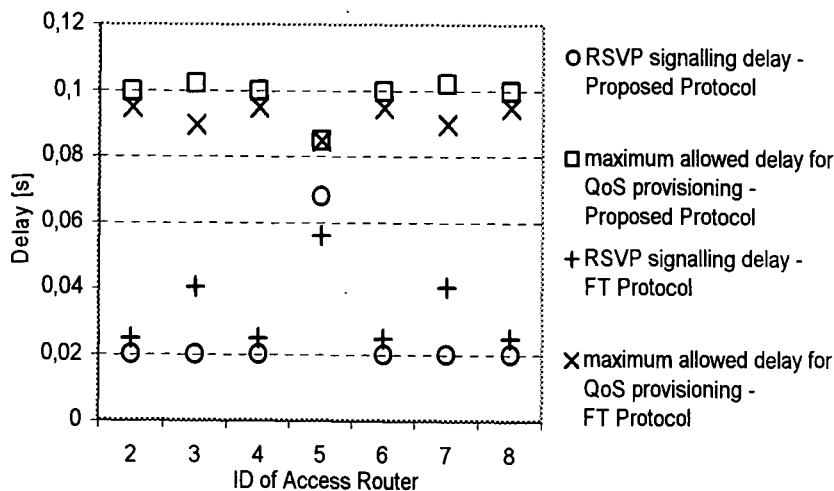 0,12
0,1
0,08
0,06
0,04
0,02
0
Delay [s]
2 3 4 5 6 7 8
ID of Access Router
RSVP signalling delay -
Proposed Protocol
maximum allowed delay for
QoS provisioning -
Proposed Protocol
RSVP signalling delay -
FT Protocol
maximum allowed delay for
QoS provisioning -
FT Protocol